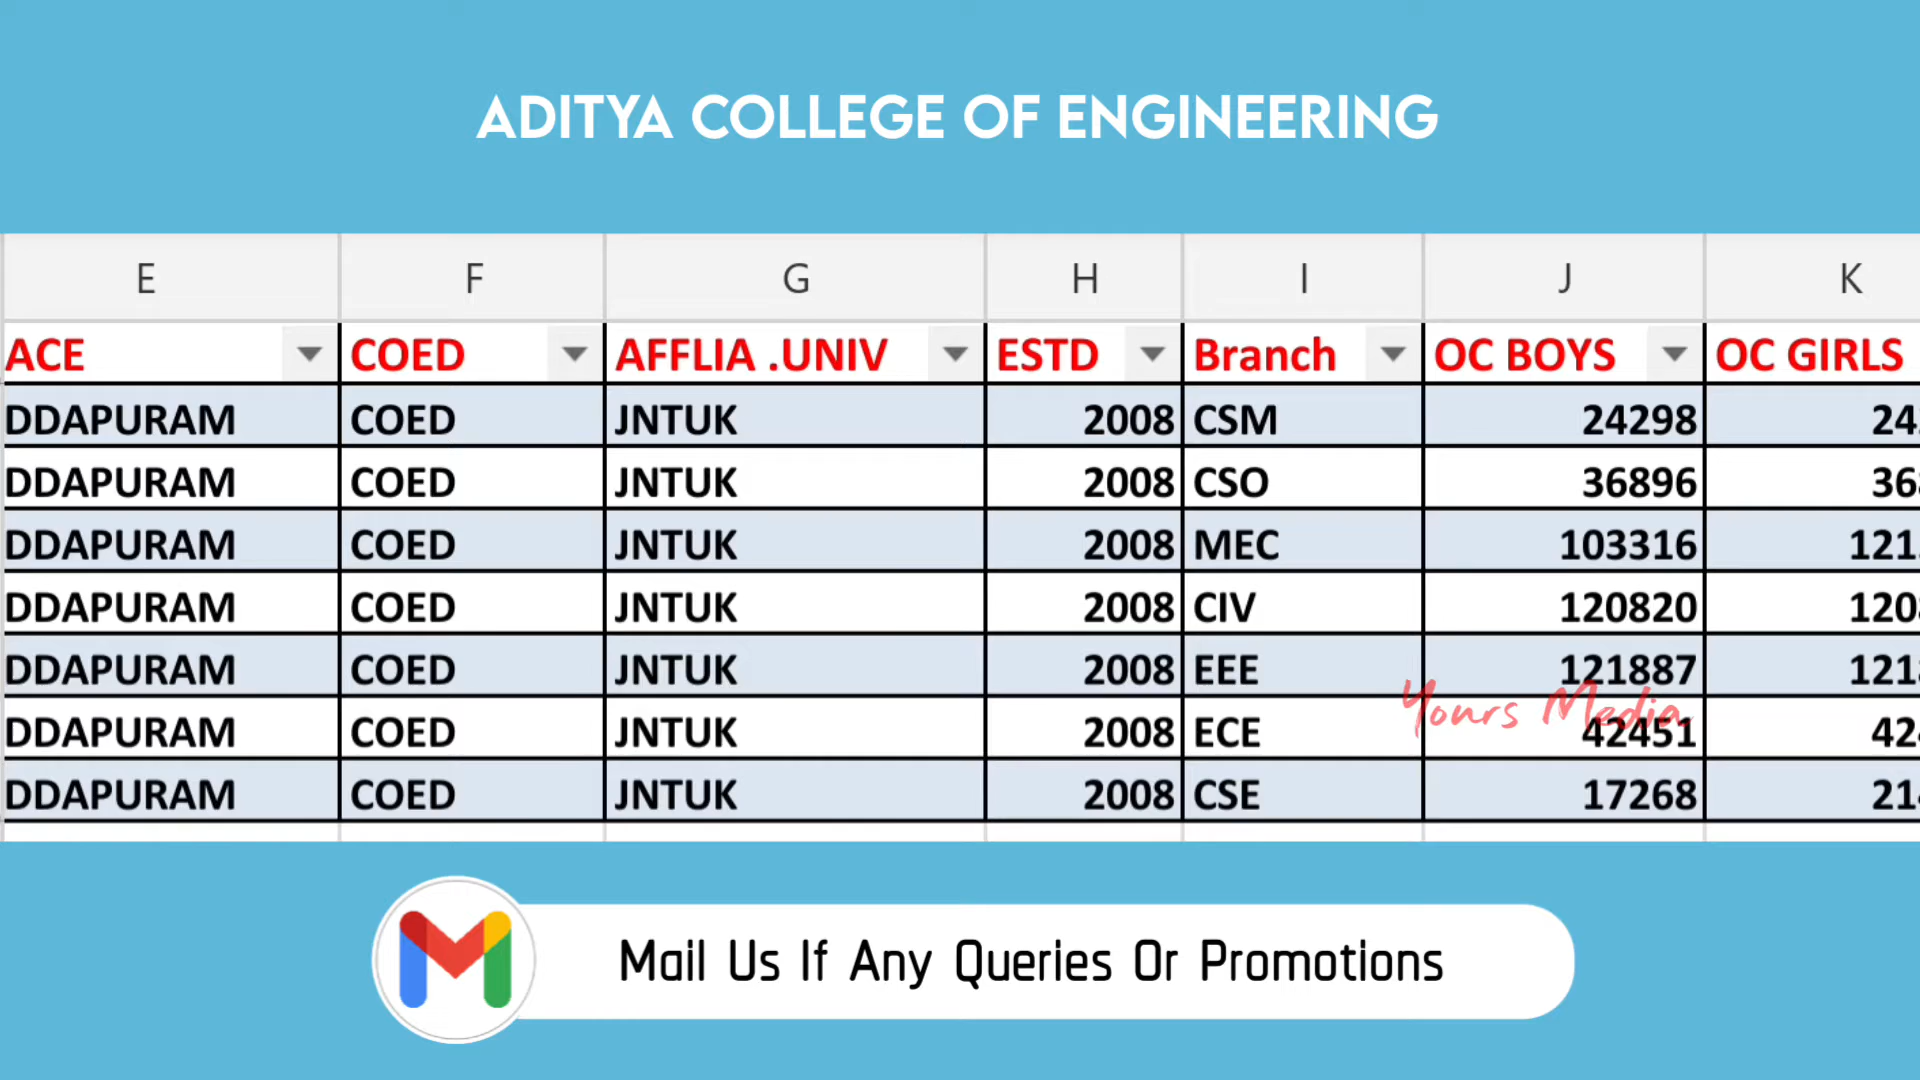 ADITYA COLLEGE OF ENGINEERING
E F G H I J K
ACE COED AFFLIA .UNIV ESTD Branch OC BOYS OC GIRLS
DDAPURAM COED JNTUK 2008 CSM 24298
DDAPURAM COED JNTUK 2008 CSO 36896
DDAPURAM COED JNTUK 2008 MEC 103316
DDAPURAM COED JNTUK 2008 CIV 120820
DDAPURAM COED JNTUK 2008 EEE 121887
Yours Media
DDAPURAM COED JNTUK 2008 ECE 42451
DDAPURAM COED JNTUK 2008 CSE 17268
Mail Us If Any Queries Or Promotions